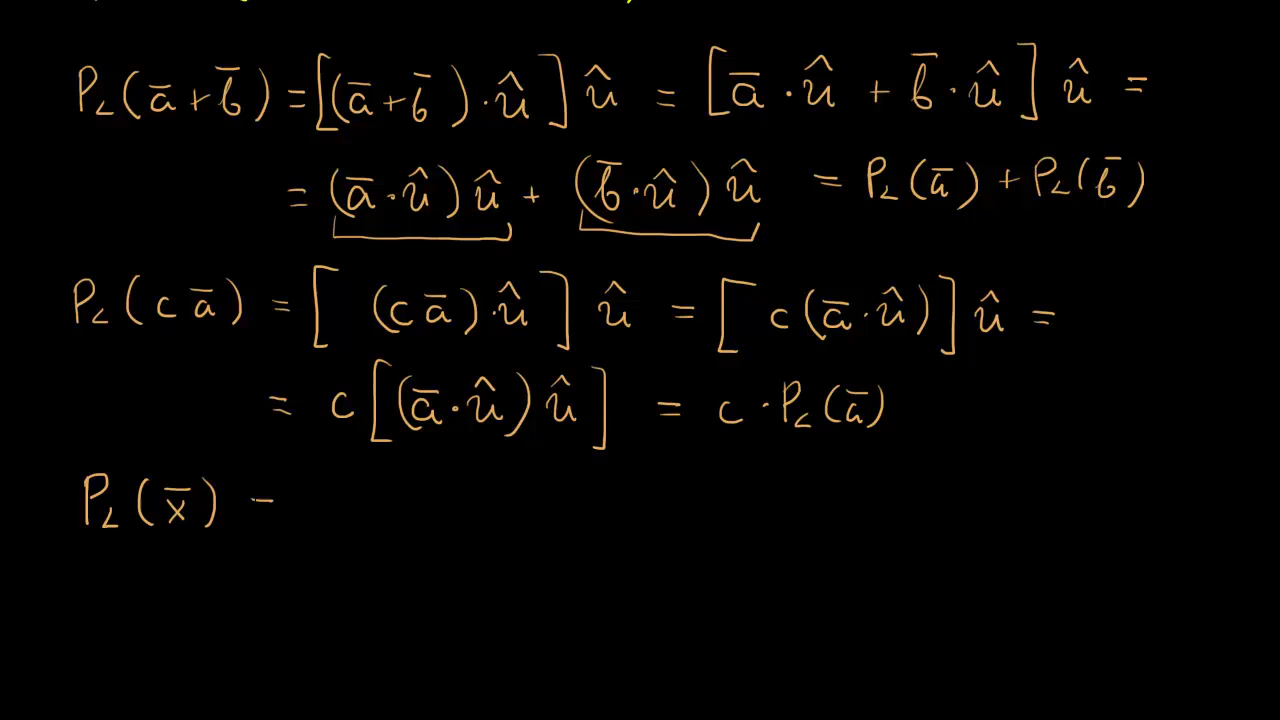 P_L(ā + b̄) = [(ā + b̄) · û] û = [ā · û + b̄ · û] û =
= (ā · û) û + (b̄ · û) û = P_L(ā) + P_L(b̄)
P_L(c ā) = [(c ā) · û] û = [c (ā · û)] û =
= c [(ā · û) û] = c · P_L(ā)
P_L(x̄) -